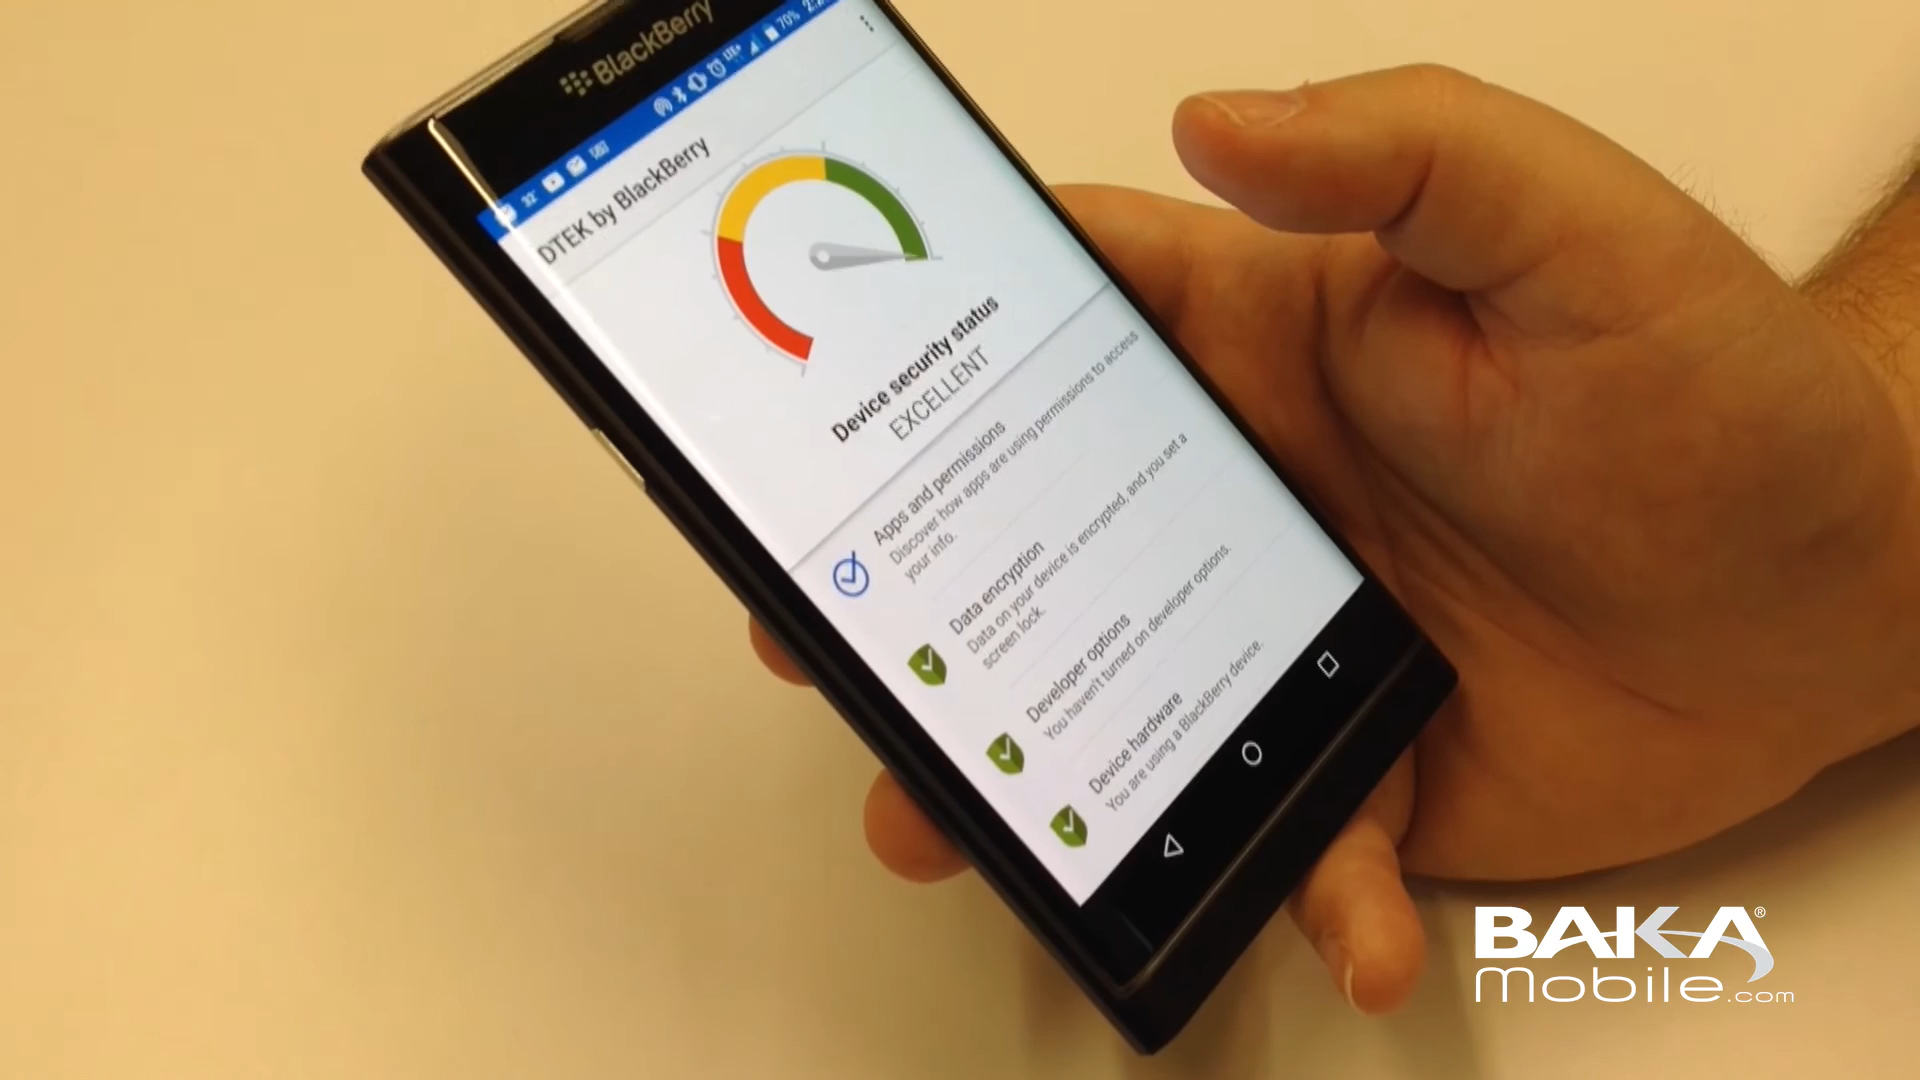 BlackBerry
32° LTE+ 70%
DTEK by BlackBerry
Device security status
EXCELLENT
Apps and permissions
Discover how apps are using permissions to access
your info.
Data encryption
Data on your device is encrypted, and you set a
screen lock.
Developer options
You haven't turned on developer options.
Device hardware
You are using a BlackBerry device.
BAKA®
mobile.com